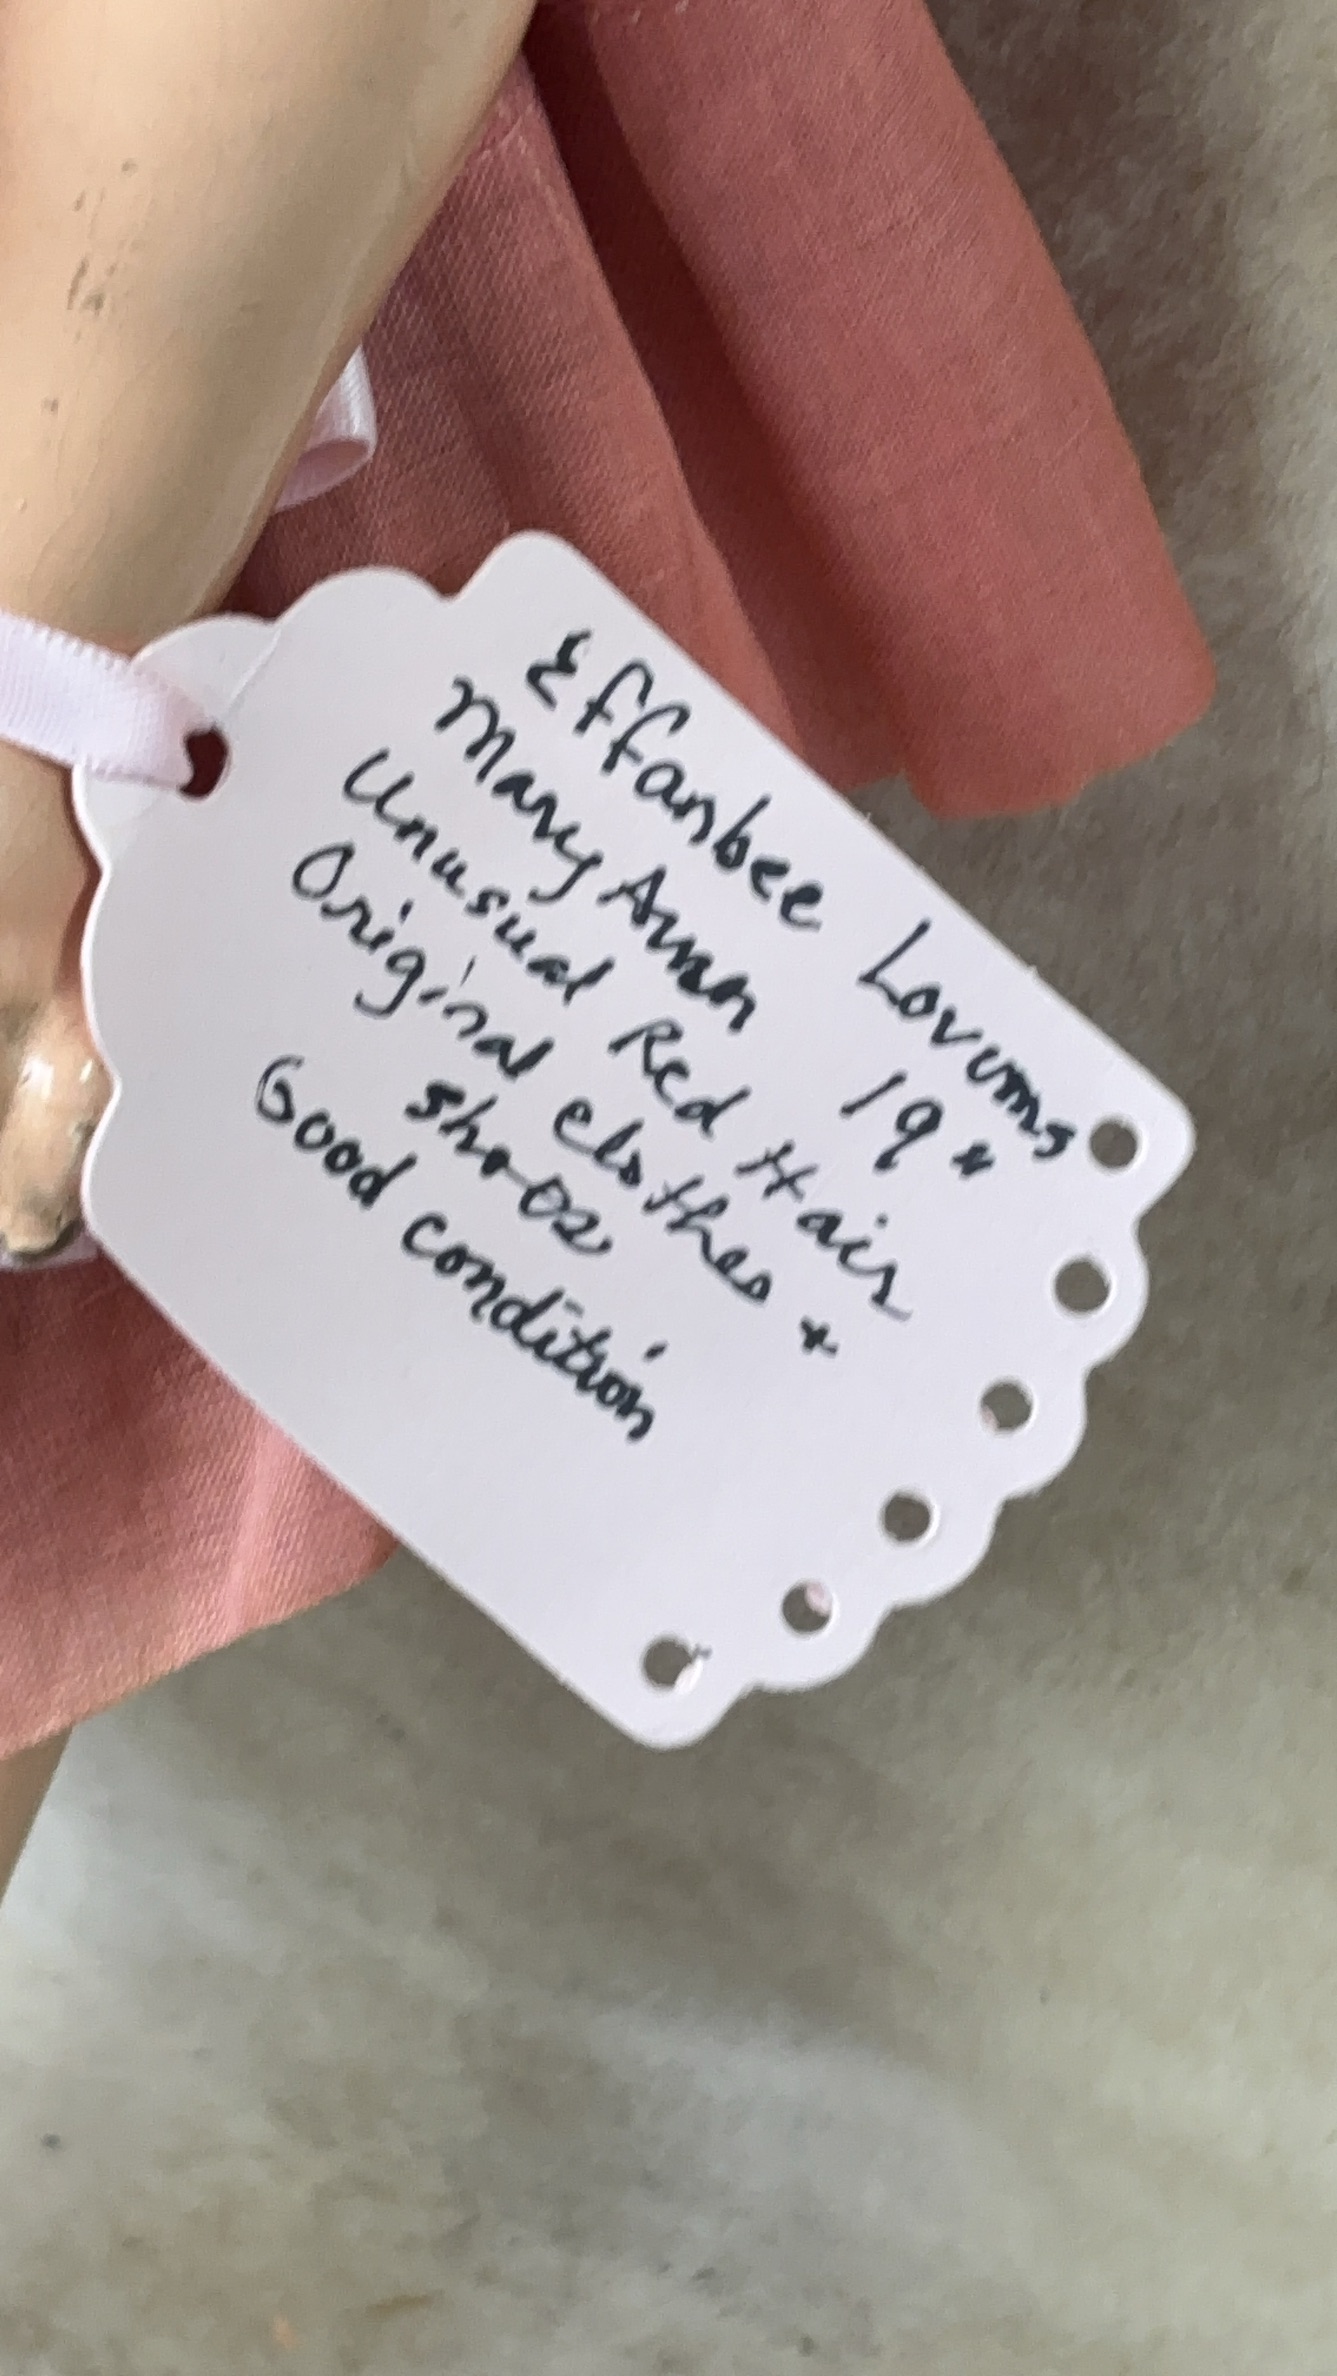 Effanbee Lovums
Mary Ann 19"
Unusual Red Hair
Original clothes +
shoes
Good condition